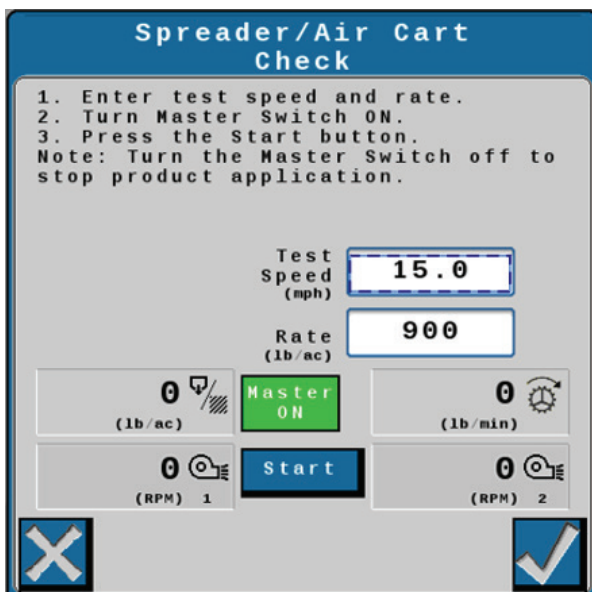 Spreader/Air Cart
Check
1. Enter test speed and rate.
2. Turn Master Switch ON.
3. Press the Start button.
Note: Turn the Master Switch off to
stop product application.
Test
Speed
(mph)
15.0
Rate
(lb/ac)
900
0
(lb/ac)
Master
ON
0
(lb/min)
0
(RPM) 1
Start
0
(RPM) 2